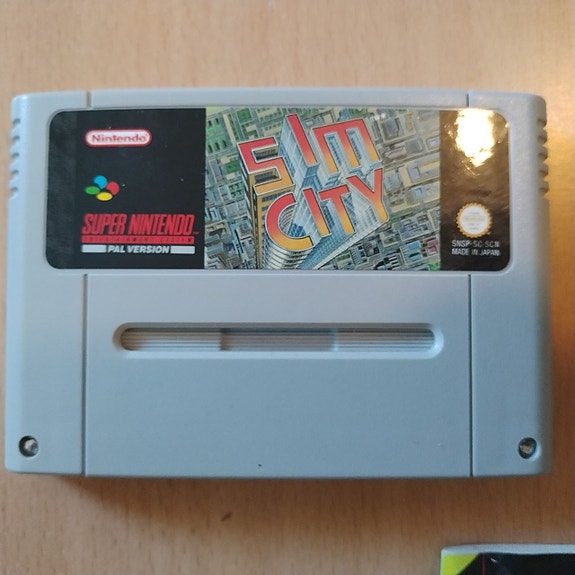 Nintendo
SIM
CITY
SUPER NINTENDO
ENTERTAINMENT SYSTEM
PAL VERSION
SNSP-SC-SCN
MADE IN JAPAN